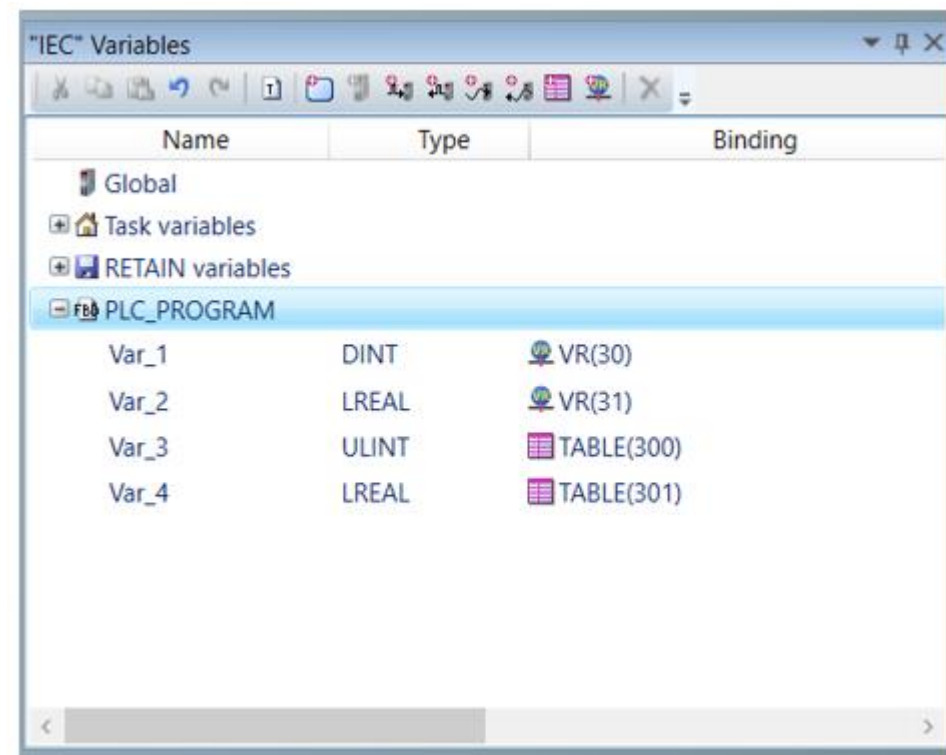 "IEC" Variables
Name Type Binding
Global
Task variables
RETAIN variables
FBD PLC_PROGRAM
Var_1 DINT VR(30)
Var_2 LREAL VR(31)
Var_3 ULINT TABLE(300)
Var_4 LREAL TABLE(301)